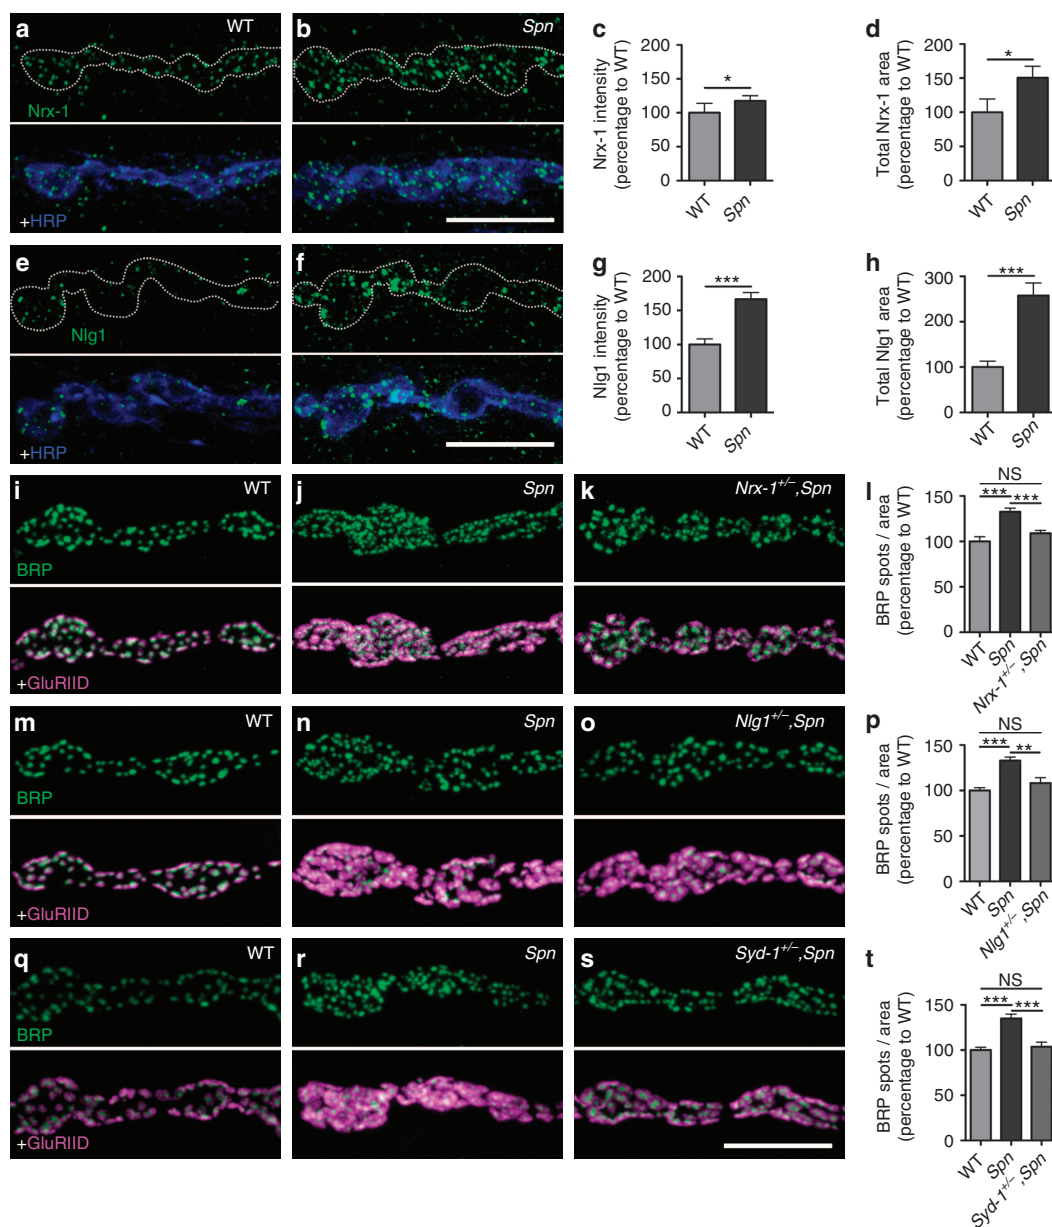 a
WT
Nrx-1
+HRP
b
Spn
c
Nrx-1 intensity
(percentage to WT)
200
150
100
50
0
*
WT
Spn
d
Total Nrx-1 area
(percentage to WT)
200
150
100
50
0
*
WT
Spn
e
Nlg1
+HRP
f
g
Nlg1 intensity
(percentage to WT)
200
150
100
50
0
***
WT
Spn
h
Total Nlg1 area
(percentage to WT)
300
200
100
0
***
WT
Spn
i
WT
BRP
+GluRIID
j
Spn
k
Nrx-1+/–,Spn
l
BRP spots / area
(percentage to WT)
150
100
50
0
NS
*** ***
WT
Spn
Nrx-1+/–,Spn
m
WT
BRP
+GluRIID
n
Spn
o
Nlg1+/–,Spn
p
BRP spots / area
(percentage to WT)
150
100
50
0
NS
*** **
WT
Spn
Nlg1+/–,Spn
q
WT
BRP
+GluRIID
r
Spn
s
Syd-1+/–,Spn
t
BRP spots / area
(percentage to WT)
150
100
50
0
NS
*** ***
WT
Spn
Syd-1+/–,Spn